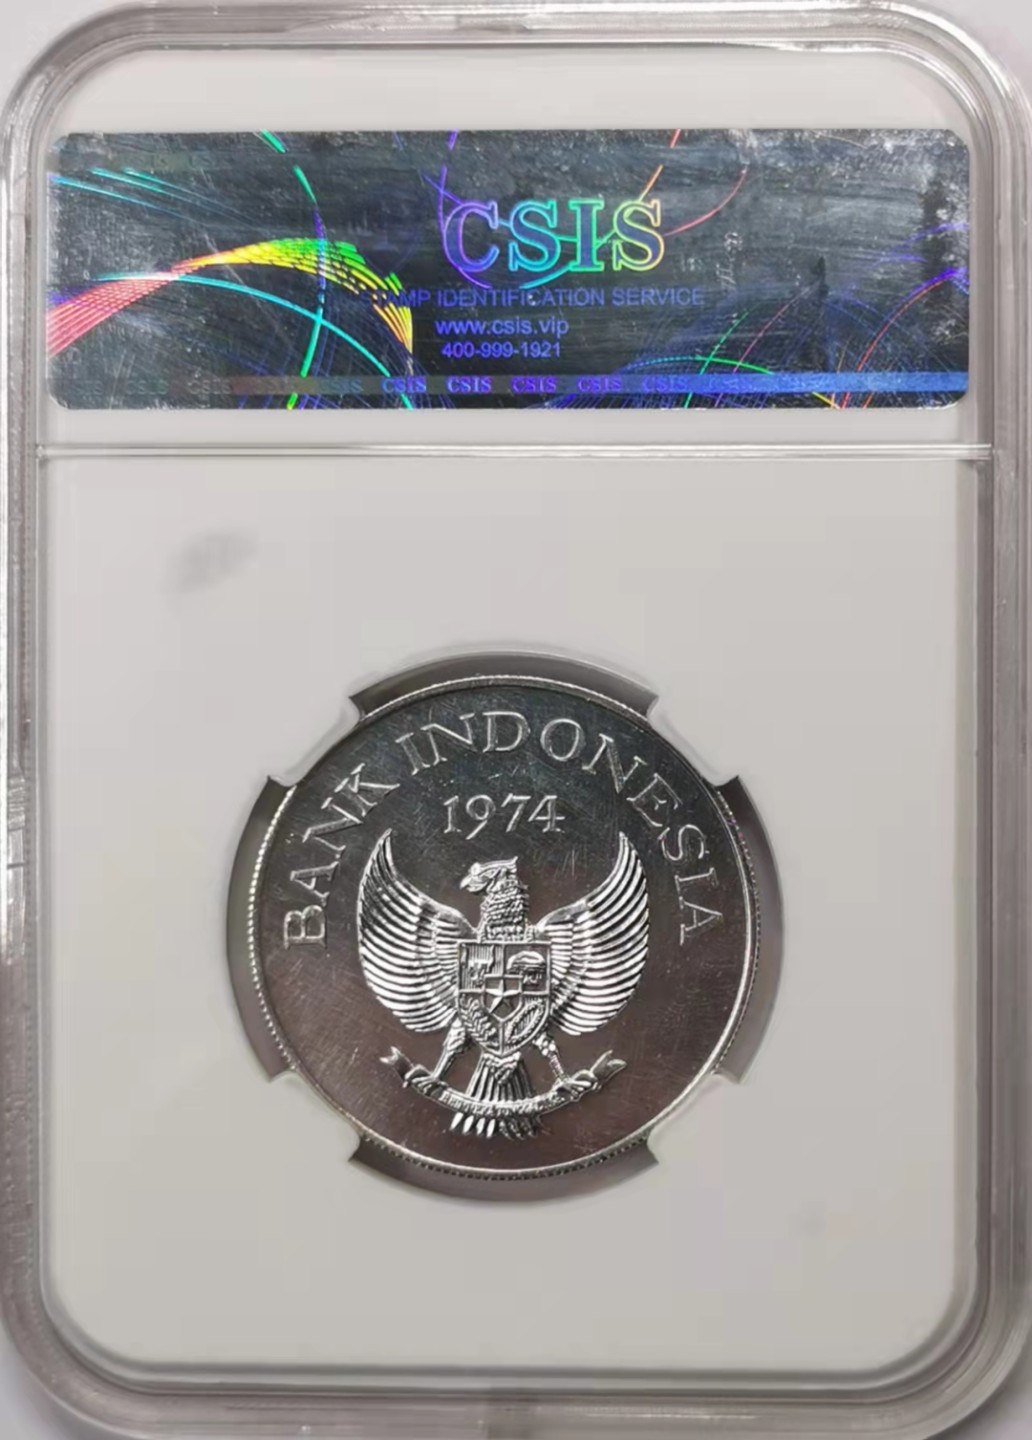 CSIS
IDENTIFICATION SERVICE
www.csis.vip
400-999-1921
CSIS CSIS CSIS CSIS CSIS CSIS CSIS
BANK INDONESIA
1974